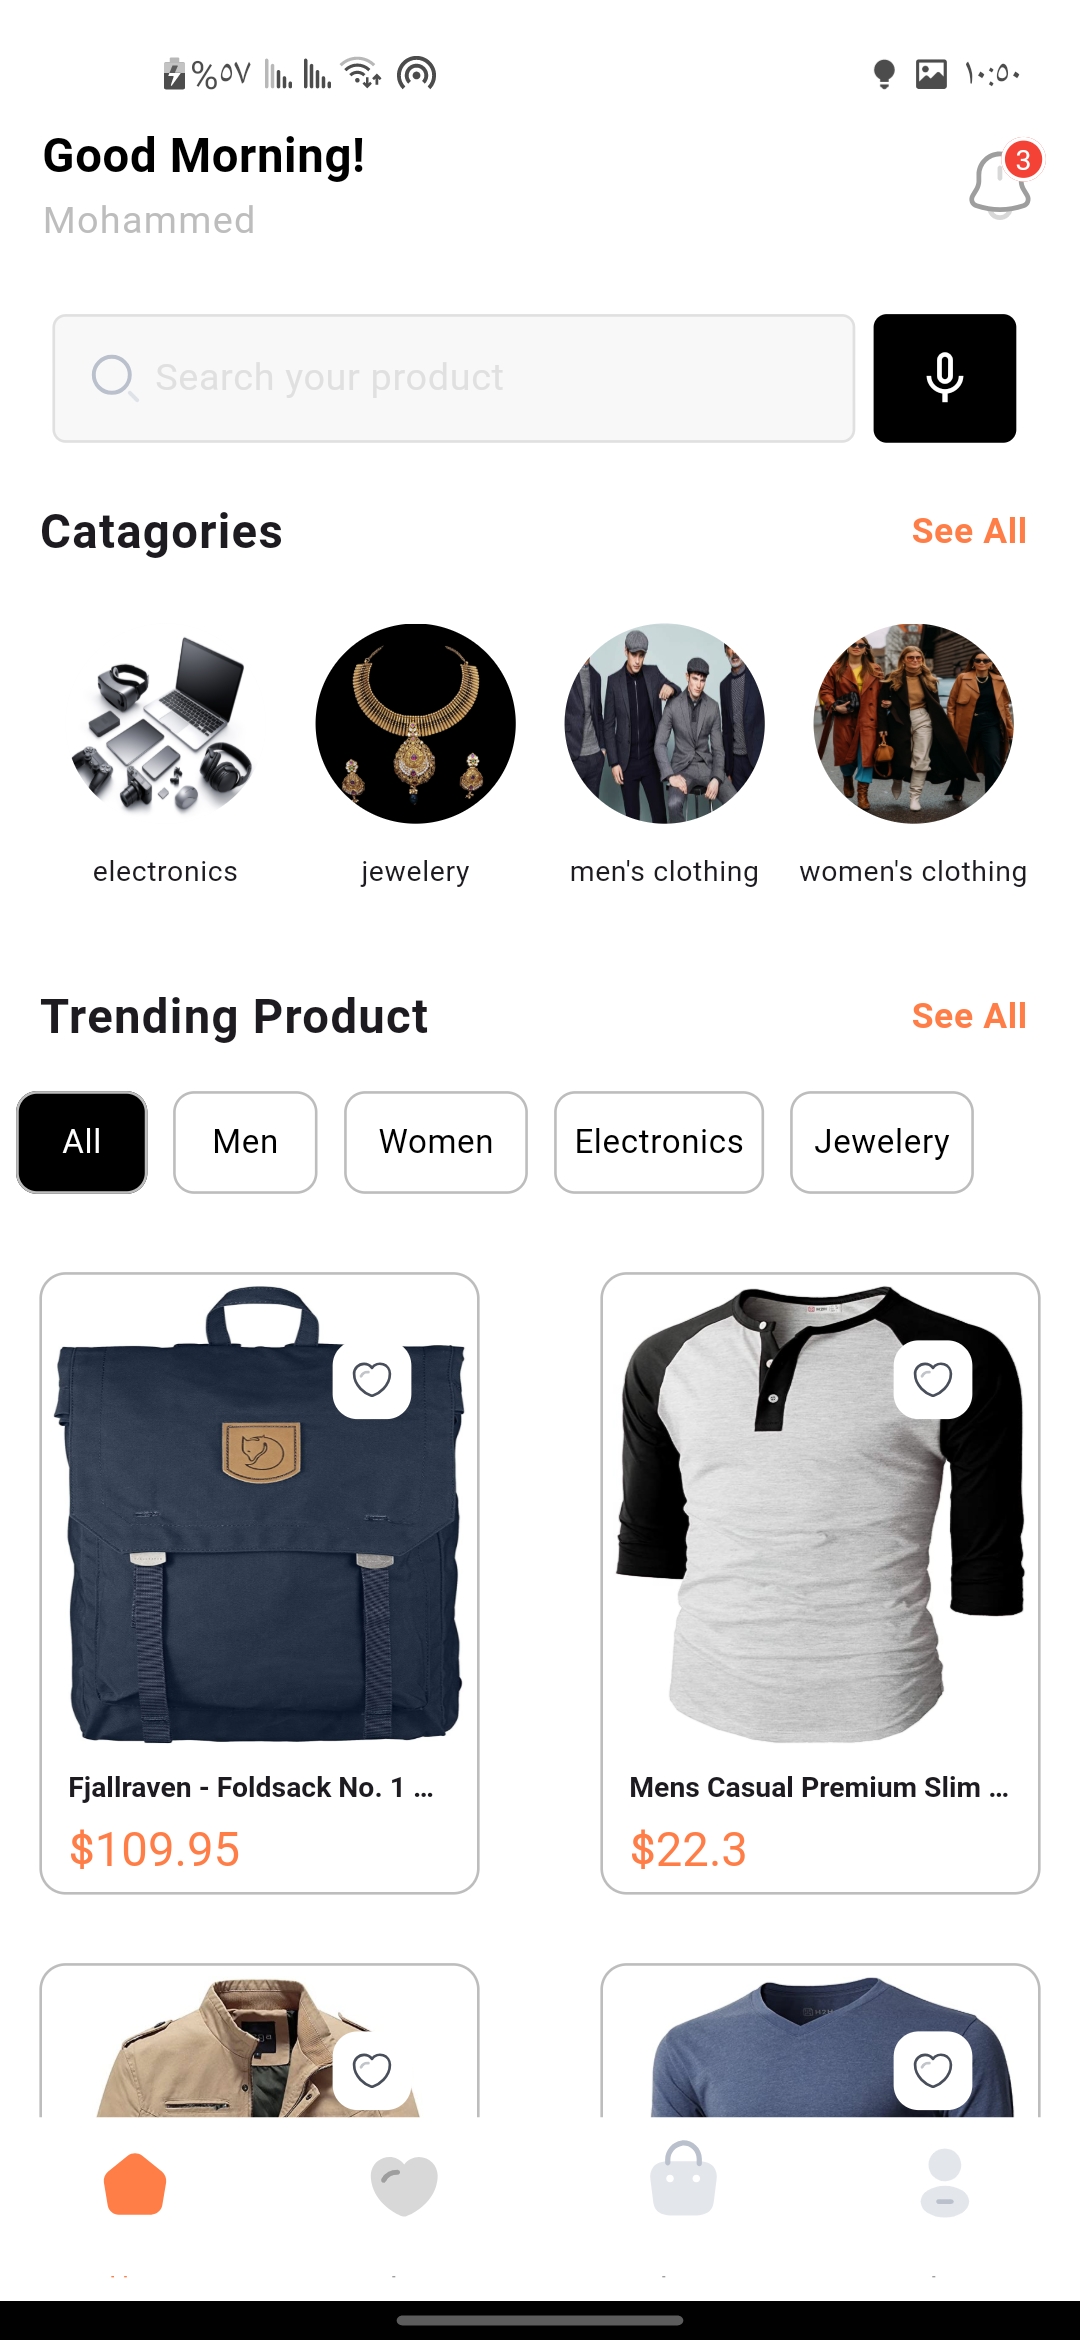 %٥٧ ١٠:٥٠
Good Morning!
3
Mohammed
Search your product
Catagories See All
electronics jewelery men's clothing women's clothing
Trending Product See All
All Men Women Electronics Jewelery
Fjallraven - Foldsack No. 1 ... Mens Casual Premium Slim ...
$109.95 $22.3